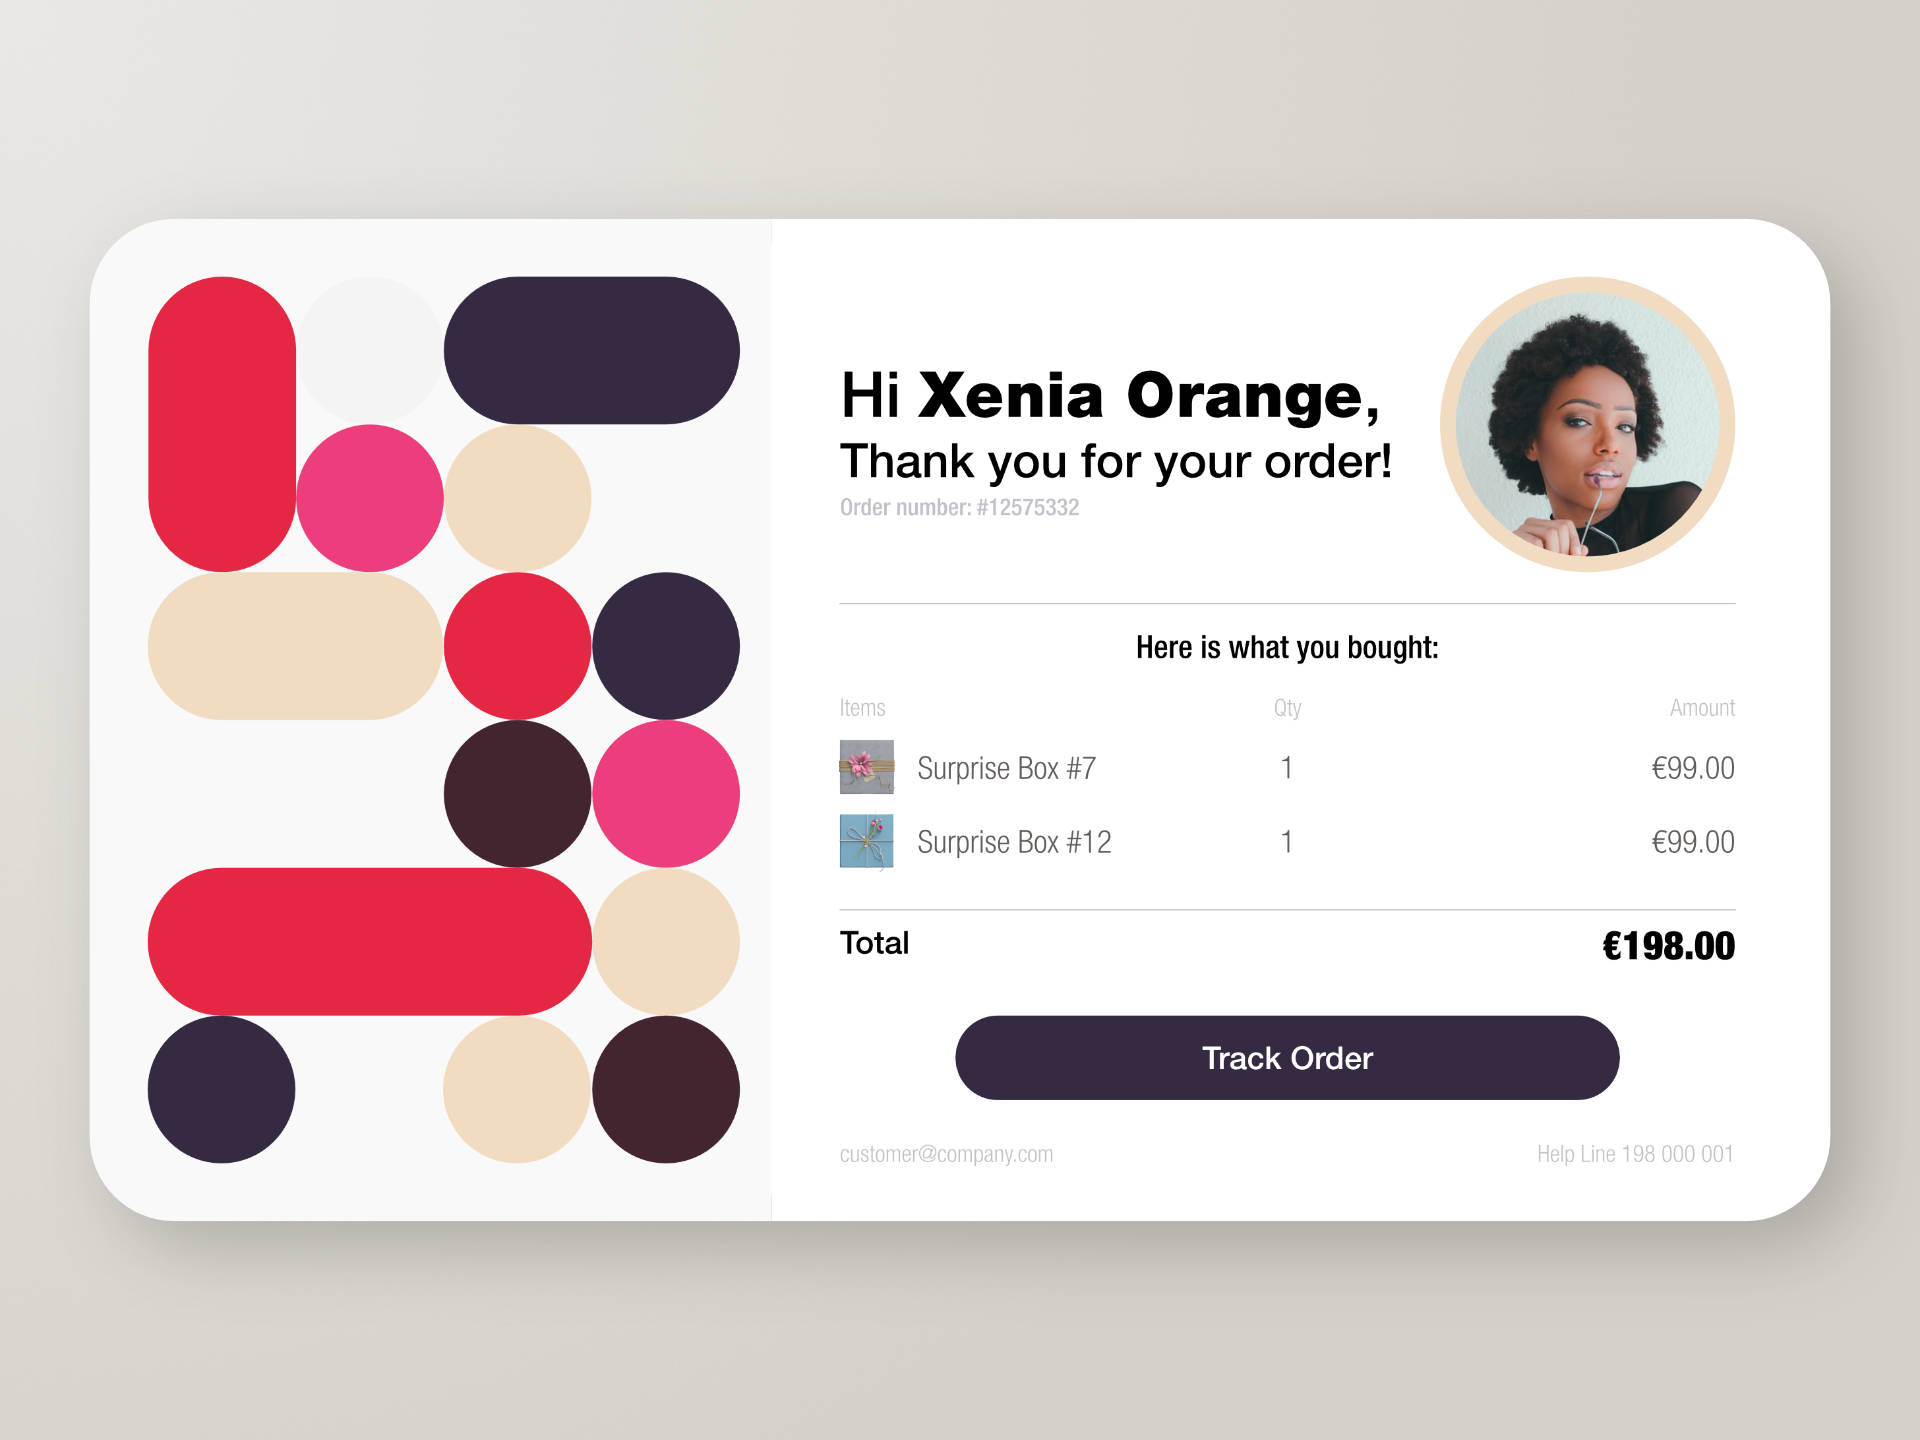 Hi Xenia Orange,
Thank you for your order!
Order number: #12575332
Here is what you bought:
Items Qty Amount
Surprise Box #7 1 €99.00
Surprise Box #12 1 €99.00
Total €198.00
Track Order
customer@company.com Help Line 198 000 001